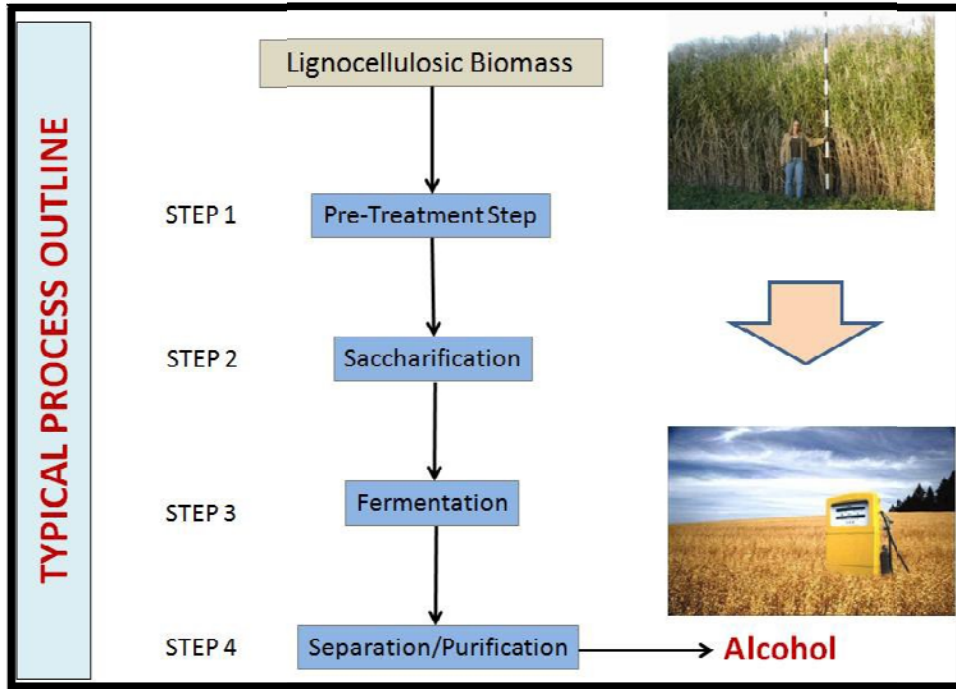 TYPICAL PROCESS OUTLINE
Lignocellulosic Biomass
STEP 1
Pre-Treatment Step
STEP 2
Saccharification
STEP 3
Fermentation
STEP 4
Separation/Purification
Alcohol